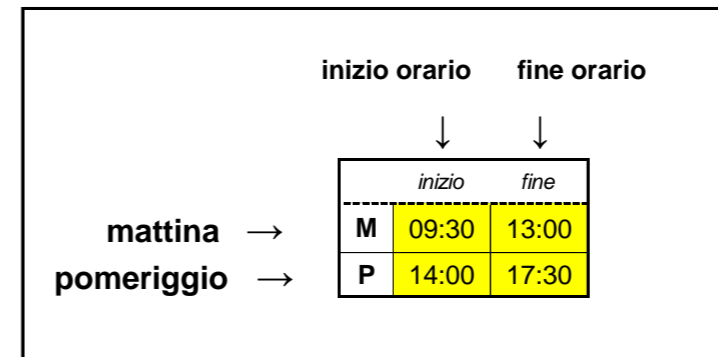 inizio orario fine orario
↓ ↓
inizio fine
mattina → M 09:30 13:00
pomeriggio → P 14:00 17:30